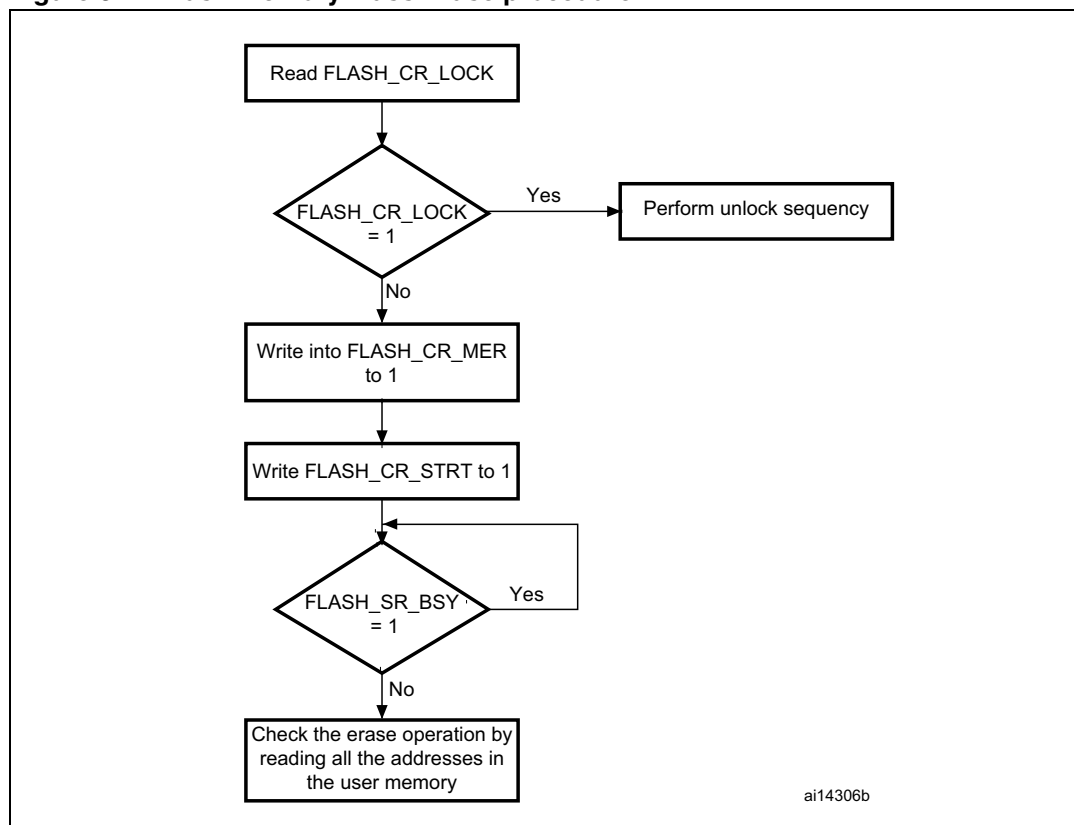 Read FLASH_CR_LOCK
FLASH_CR_LOCK
= 1
Yes
Perform unlock sequency
No
Write into FLASH_CR_MER
to 1
Write FLASH_CR_STRT to 1
FLASH_SR_BSY
= 1
Yes
No
Check the erase operation by
reading all the addresses in
the user memory
ai14306b